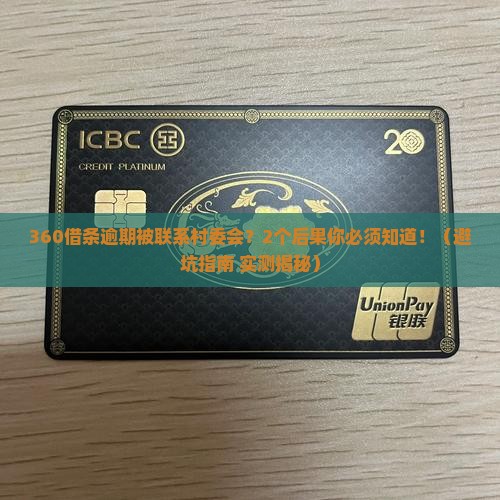 ICBC
20
CREDIT PLATINUM
360借条逾期被联系村委会？2个后果你必须知道！（避
坑指南,实测揭秘）
UnionPay
银联